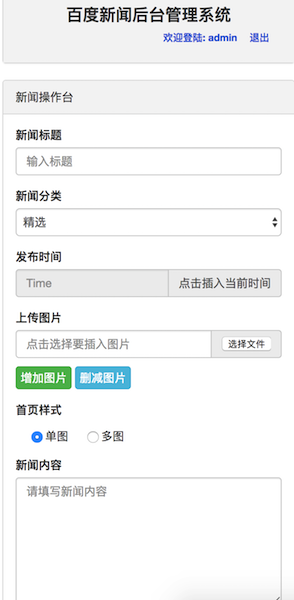 百度新闻后台管理系统
欢迎登陆: admin 退出
新闻操作台
新闻标题
输入标题
新闻分类
精选
发布时间
Time 点击插入当前时间
上传图片
点击选择要插入图片 选择文件
增加图片 删减图片
首页样式
单图 多图
新闻内容
请填写新闻内容